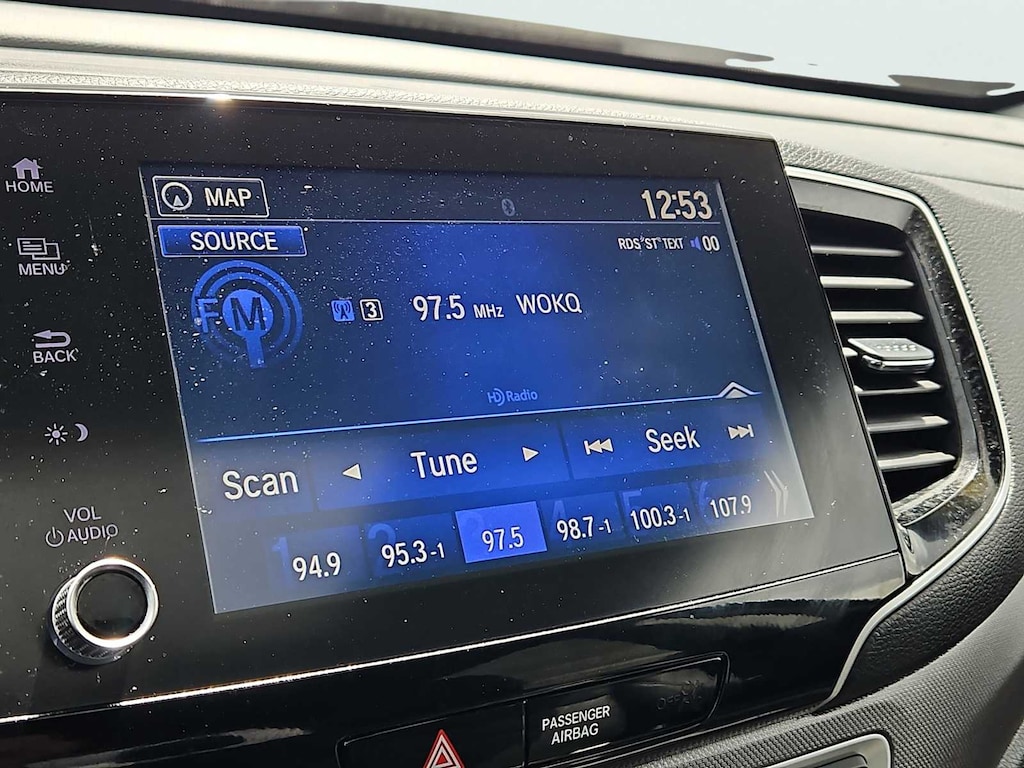 HOME
MENU
BACK
VOL
AUDIO
MAP
12:53
SOURCE
RDS ST TEXT 00
FM
3 97.5 MHz WOKQ
HD Radio
Scan Tune Seek
1 94.9
2 95.3-1
3 97.5
4 98.7-1
5 100.3-1
6 107.9
PASSENGER
AIRBAG